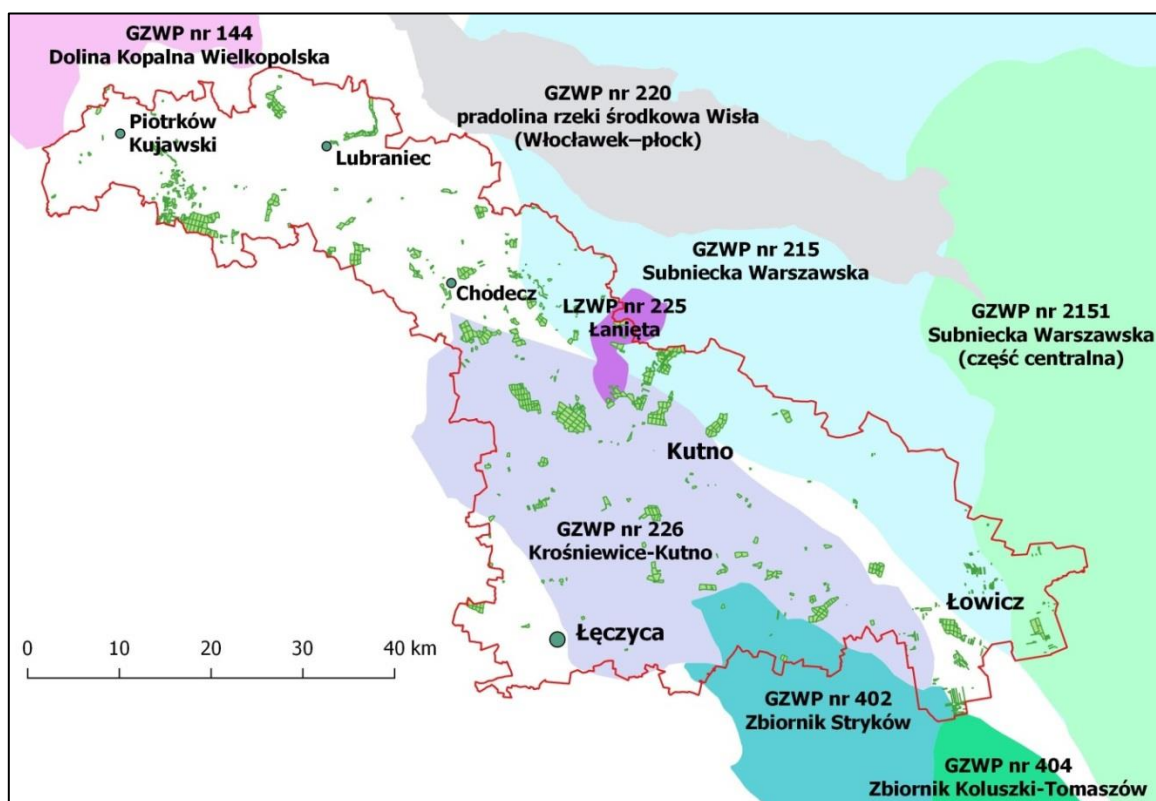 GZWP nr 144
Dolina Kopalna Wielkopolska
GZWP nr 220
pradolina rzeki środkowa Wisła
(Włocławek–płock)
Piotrków
Kujawski
Lubraniec
GZWP nr 215
Subniecka Warszawska
Chodecz
LZWP nr 225
Łanięta
GZWP nr 2151
Subniecka Warszawska
(część centralna)
Kutno
GZWP nr 226
Krośniewice-Kutno
Łowicz
Łęczyca
0 10 20 30 40 km
GZWP nr 402
Zbiornik Stryków
GZWP nr 404
Zbiornik Koluszki-Tomaszów